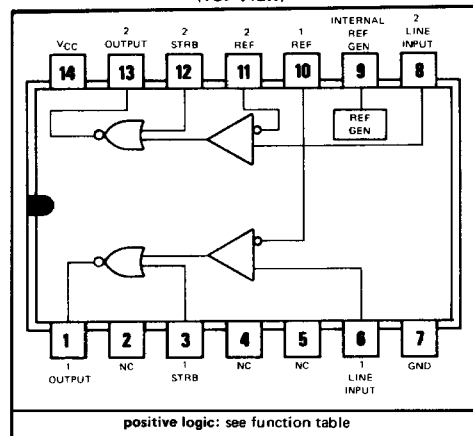 (TOP VIEW)
INTERNAL
2 2 2 1 REF 2
VCC OUTPUT STRB REF REF GEN LINE INPUT
14 13 12 11 10 9 8
REF
GEN
1 2 3 4 5 6 7
1 OUTPUT NC 1 STRB NC NC 1 LINE INPUT GND
positive logic: see function table